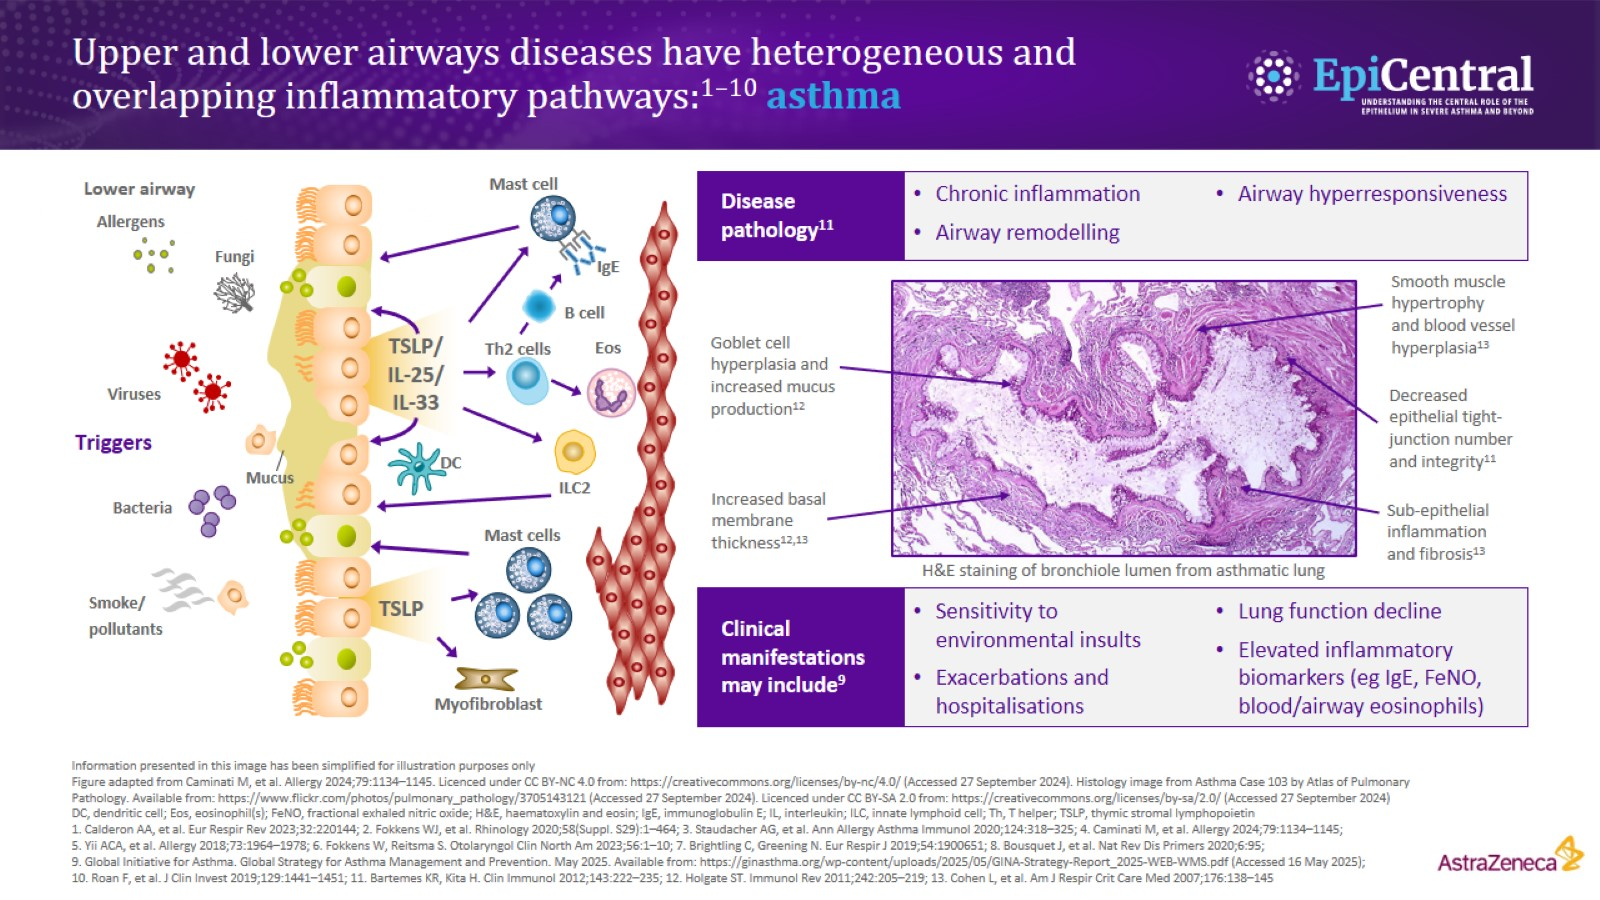 Upper and lower airways diseases have heterogeneous and
overlapping inflammatory pathways:1–10 asthma
EpiCentral
UNDERSTANDING THE CENTRAL ROLE OF THE
EPITHELIUM IN SEVERE ASTHMA AND BEYOND
Lower airway
Allergens
Fungi
Viruses
Triggers
Mucus
Bacteria
Smoke/
pollutants
Mast cell
IgE
B cell
Th2 cells
Eos
TSLP/
IL-25/
IL-33
DC
ILC2
Mast cells
TSLP
Myofibroblast
Disease
pathology11
• Chronic inflammation
• Airway remodelling
• Airway hyperresponsiveness
Goblet cell
hyperplasia and
increased mucus
production12
Increased basal
membrane
thickness12,13
Smooth muscle
hypertrophy
and blood vessel
hyperplasia13
Decreased
epithelial tight-
junction number
and integrity11
Sub-epithelial
inflammation
and fibrosis13
H&E staining of bronchiole lumen from asthmatic lung
Clinical
manifestations
may include9
• Sensitivity to
environmental insults
• Exacerbations and
hospitalisations
• Lung function decline
• Elevated inflammatory
biomarkers (eg IgE, FeNO,
blood/airway eosinophils)
Information presented in this image has been simplified for illustration purposes only
Figure adapted from Caminati M, et al. Allergy 2024;79:1134–1145. Licenced under CC BY-NC 4.0 from: https://creativecommons.org/licenses/by-nc/4.0/ (Accessed 27 September 2024). Histology image from Asthma Case 103 by Atlas of Pulmonary
Pathology. Available from: https://www.flickr.com/photos/pulmonary_pathology/3705143121 (Accessed 27 September 2024). Licenced under CC BY-SA 2.0 from: https://creativecommons.org/licenses/by-sa/2.0/ (Accessed 27 September 2024)
DC, dendritic cell; Eos, eosinophil(s); FeNO, fractional exhaled nitric oxide; H&E, haematoxylin and eosin; IgE, immunoglobulin E; IL, interleukin; ILC, innate lymphoid cell; Th, T helper; TSLP, thymic stromal lymphopoietin
1. Calderon AA, et al. Eur Respir Rev 2023;32:220144; 2. Fokkens WJ, et al. Rhinology 2020;58(Suppl. S29):1–464; 3. Staudacher AG, et al. Ann Allergy Asthma Immunol 2020;124:318–325; 4. Caminati M, et al. Allergy 2024;79:1134–1145;
5. Yii ACA, et al. Allergy 2018;73:1964–1978; 6. Fokkens W, Reitsma S. Otolaryngol Clin North Am 2023;56:1–10; 7. Brightling C, Greening N. Eur Respir J 2019;54:1900651; 8. Bousquet J, et al. Nat Rev Dis Primers 2020;6:95;
9. Global Initiative for Asthma. Global Strategy for Asthma Management and Prevention. May 2025. Available from: https://ginasthma.org/wp-content/uploads/2025/05/GINA-Strategy-Report_2025-WEB-WMS.pdf (Accessed 16 May 2025);
10. Roan F, et al. J Clin Invest 2019;129:1441–1451; 11. Bartemes KR, Kita H. Clin Immunol 2012;143:222–235; 12. Holgate ST. Immunol Rev 2011;242:205–219; 13. Cohen L, et al. Am J Respir Crit Care Med 2007;176:138–145
AstraZeneca